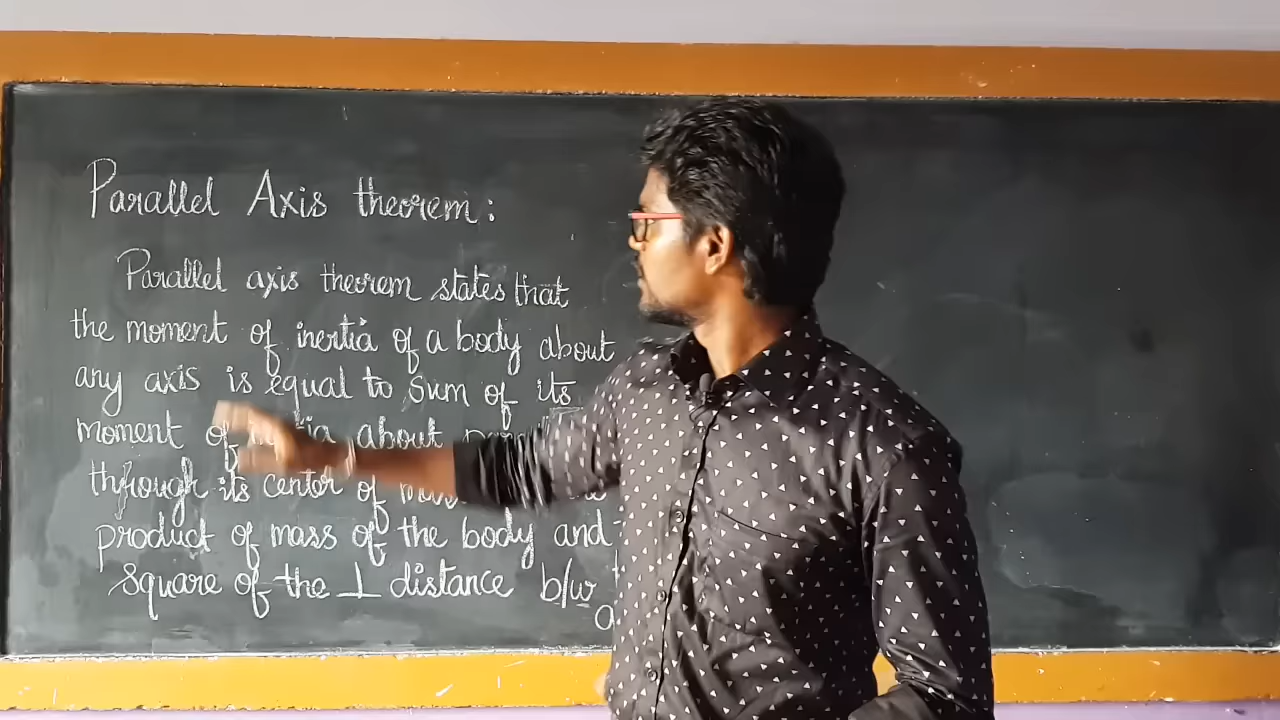 Parallel Axis theorem:
Parallel axis theorem states that
the moment of inertia of a body about
any axis is equal to sum of its
moment of about
through its center of
product of mass of the body and
square of the ⊥ distance b/w